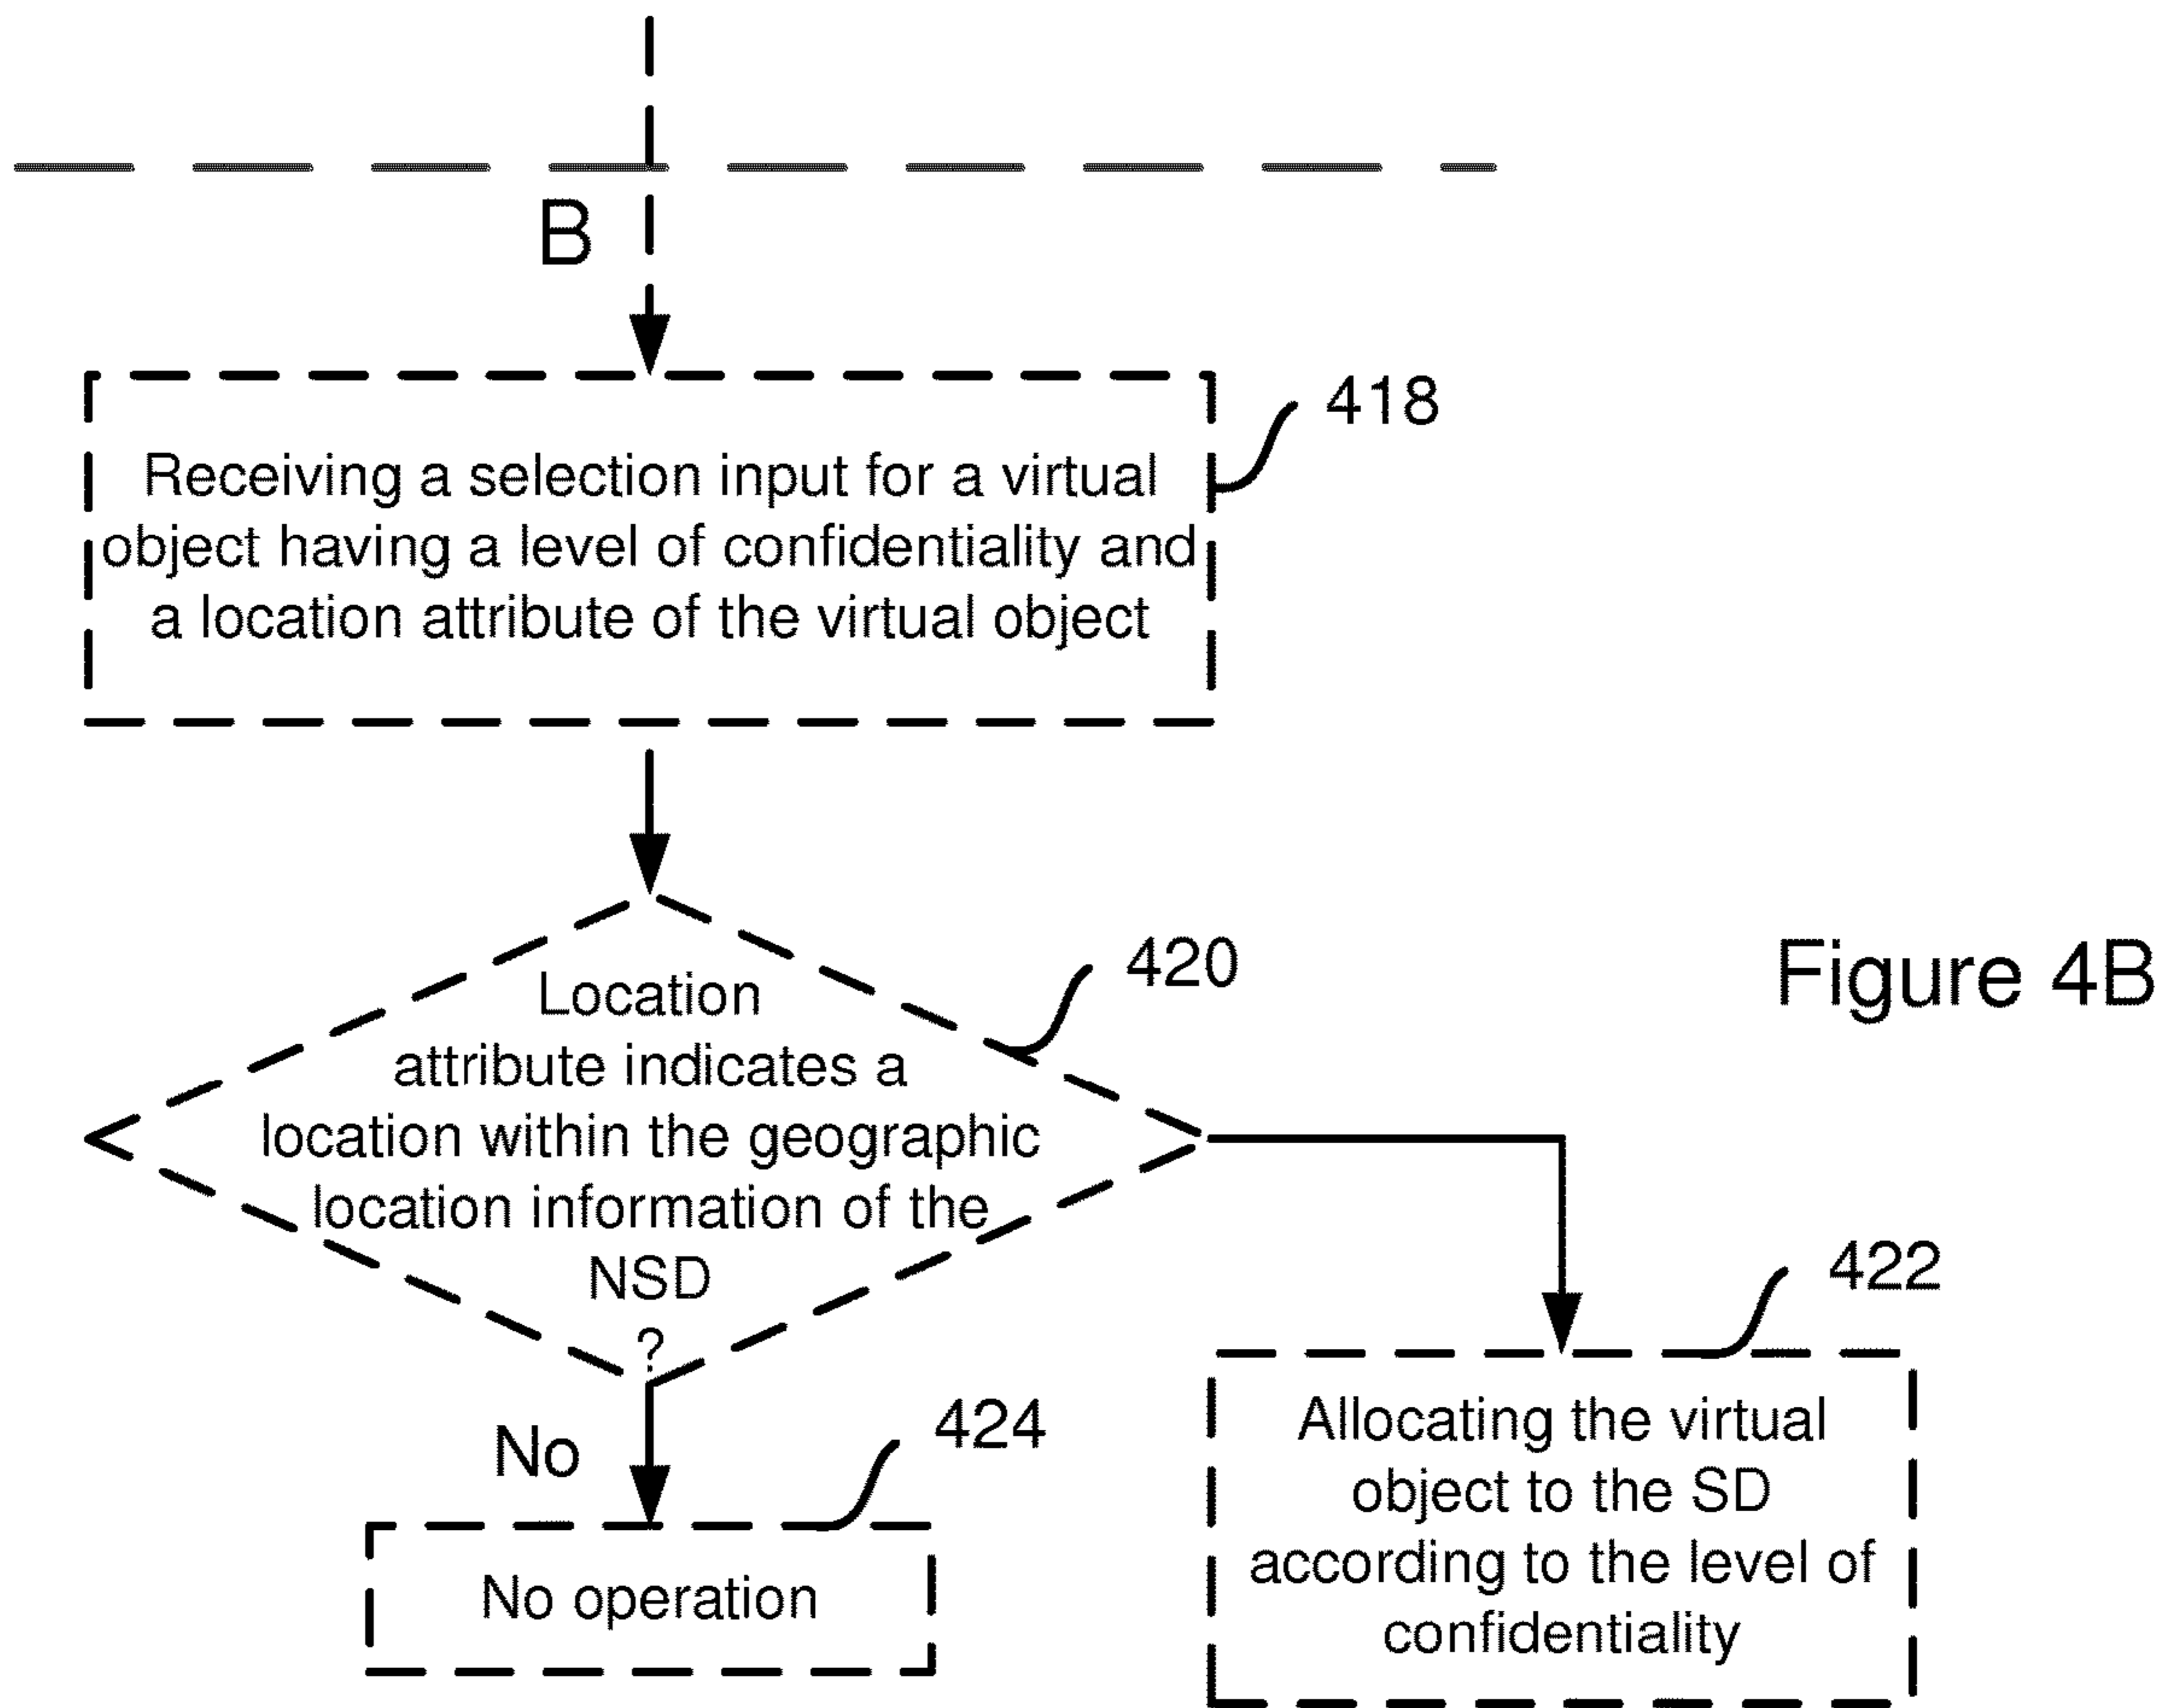 B
418
Receiving a selection input for a virtual
object having a level of confidentiality and
a location attribute of the virtual object
420
Location
attribute indicates a
location within the geographic
location information of the
NSD
?
Figure 4B
422
Allocating the virtual
object to the SD
according to the level of
confidentiality
No
424
No operation